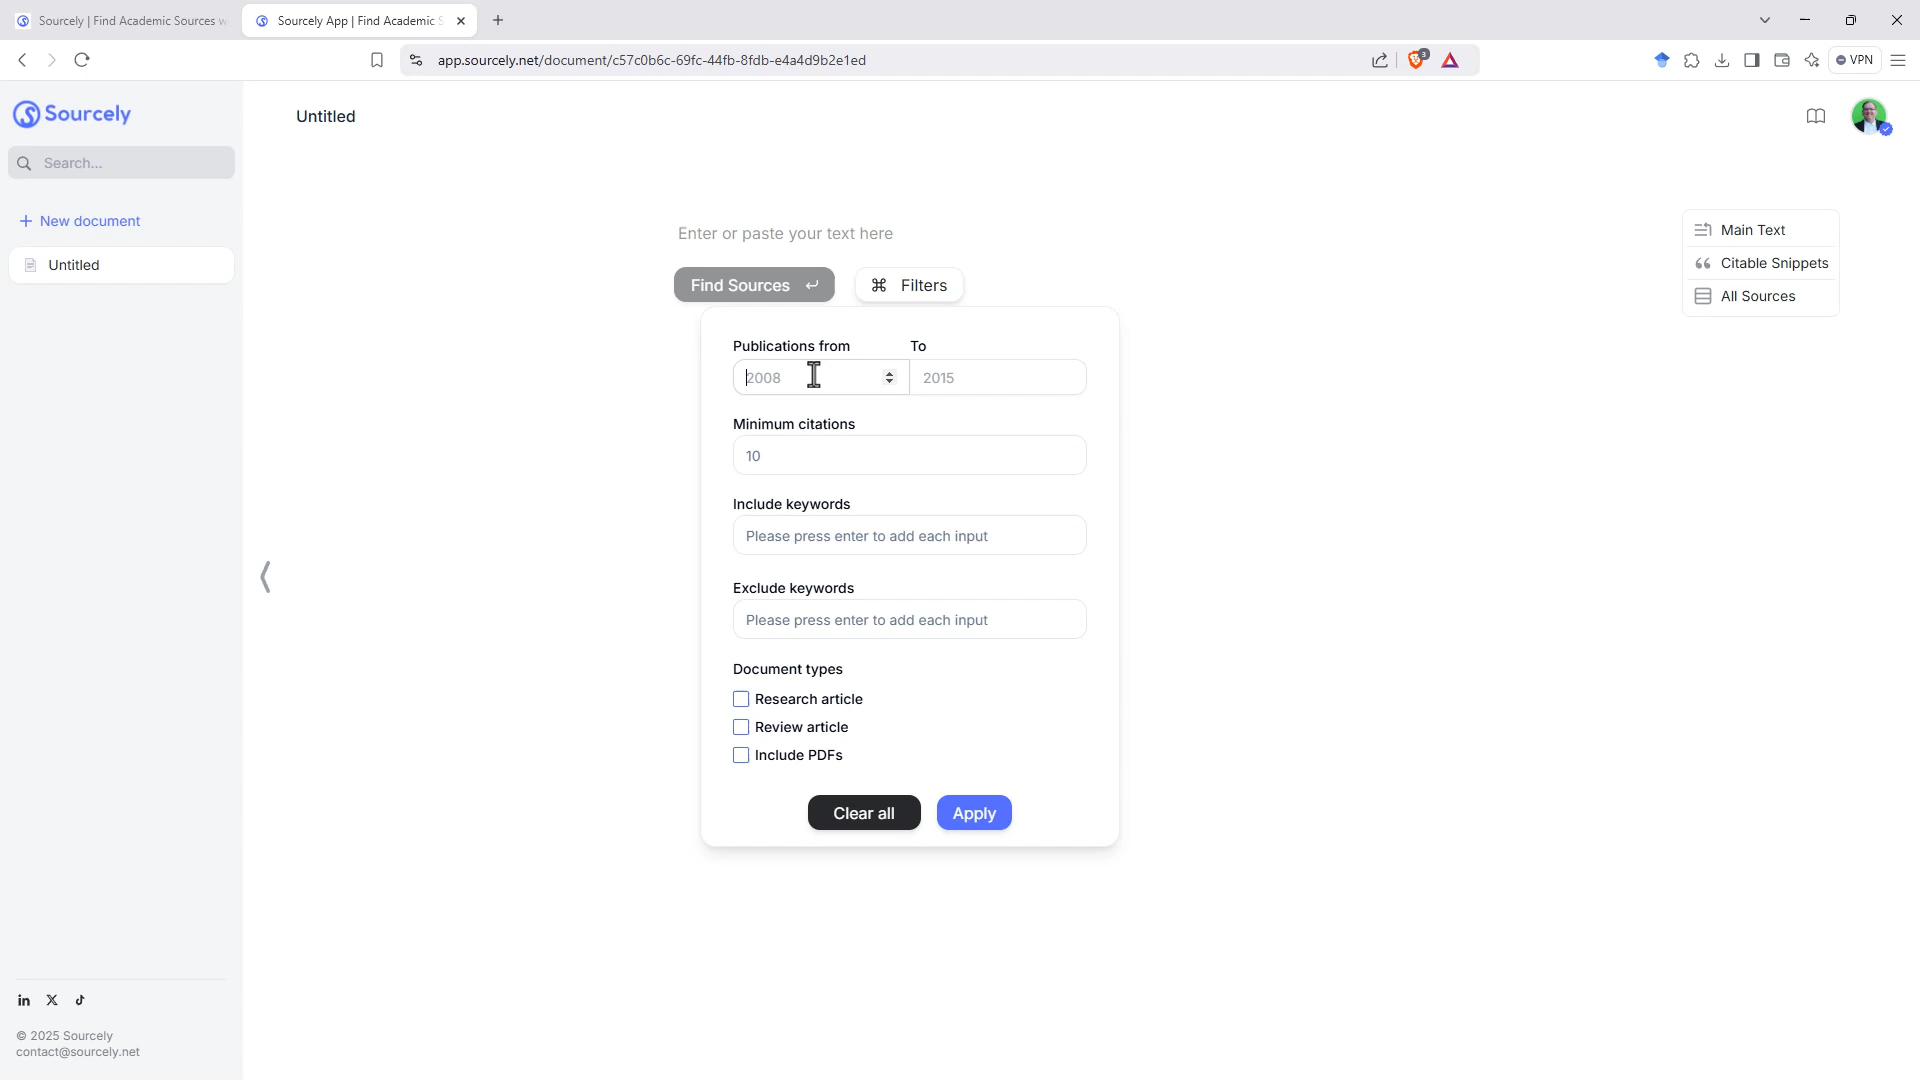 Sourcely | Find Academic Sources w
Sourcely App | Find Academic S
app.sourcely.net/document/c57c0b6c-69fc-44fb-8fdb-e4a4d9b2e1ed
3
VPN
Sourcely
Untitled
Search...
New document
Untitled
Enter or paste your text here
Find Sources
Filters
Main Text
Citable Snippets
All Sources
Publications from
To
2008
2015
Minimum citations
10
Include keywords
Please press enter to add each input
Exclude keywords
Please press enter to add each input
Document types
Research article
Review article
Include PDFs
Clear all
Apply
© 2025 Sourcely
contact@sourcely.net